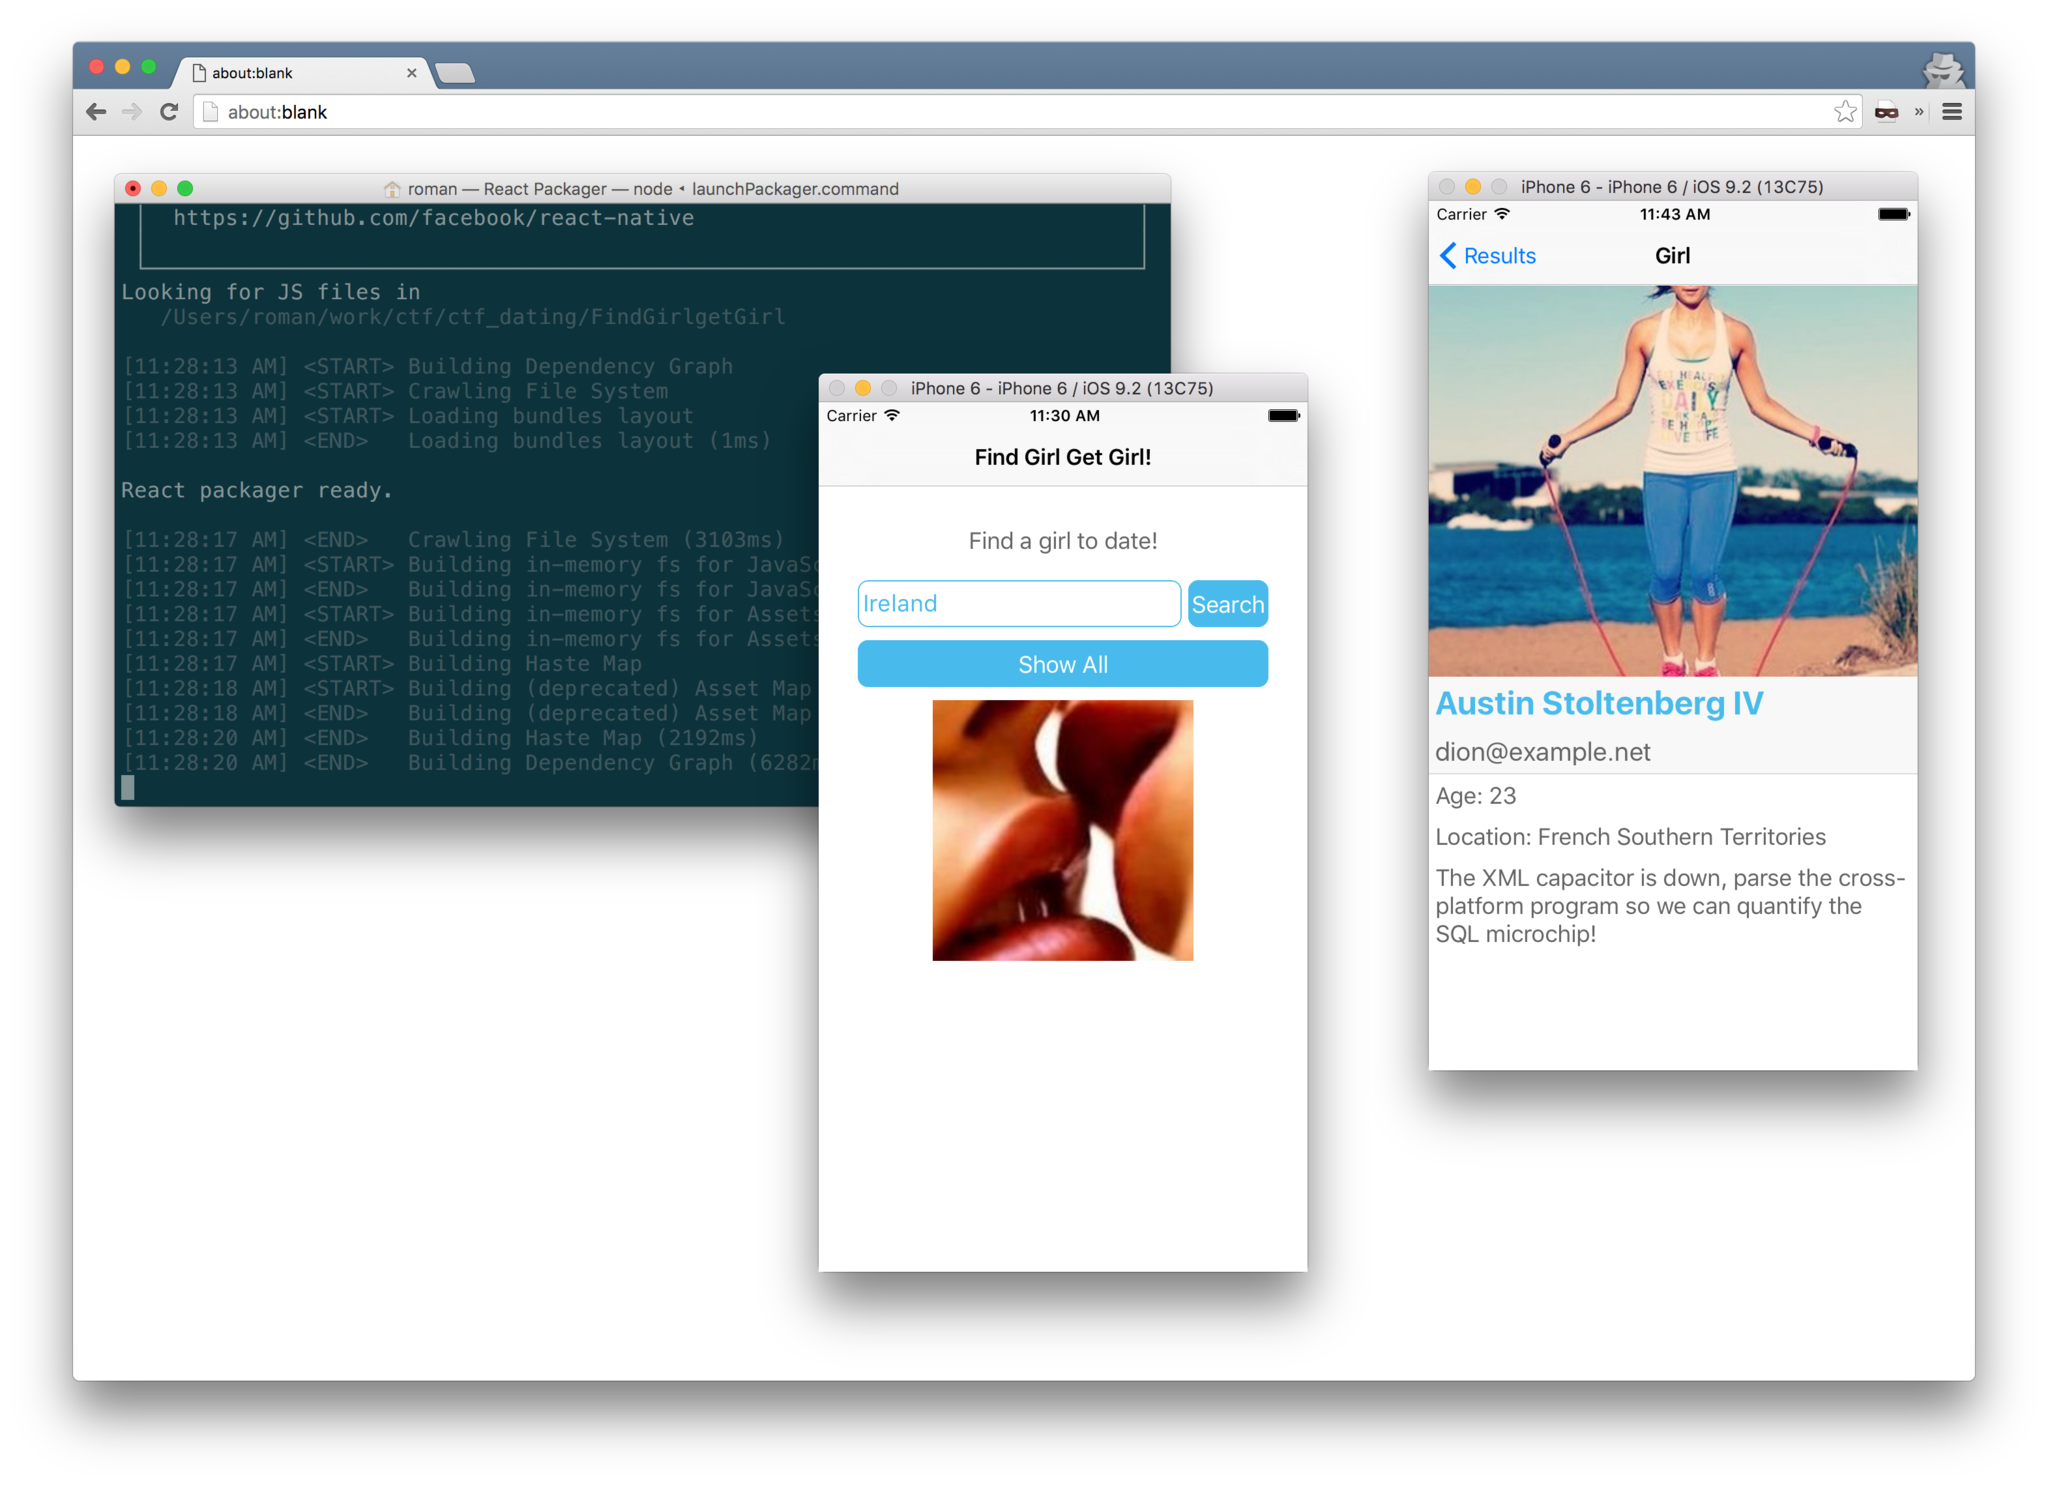 about:blank
about:blank
roman — React Packager — node ◂ launchPackager.command
https://github.com/facebook/react-native
Looking for JS files in
/Users/roman/work/ctf/ctf_dating/FindGirlgetGirl
[11:28:13 AM] <START> Building Dependency Graph
[11:28:13 AM] <START> Crawling File System
[11:28:13 AM] <START> Loading bundles layout
[11:28:13 AM] <END>   Loading bundles layout (1ms)
React packager ready.
[11:28:17 AM] <END>   Crawling File System (3103ms)
[11:28:17 AM] <START> Building in-memory fs for JavaSc
[11:28:17 AM] <END>   Building in-memory fs for JavaSc
[11:28:17 AM] <START> Building in-memory fs for Assets
[11:28:17 AM] <END>   Building in-memory fs for Assets
[11:28:17 AM] <START> Building Haste Map
[11:28:18 AM] <START> Building (deprecated) Asset Map
[11:28:18 AM] <END>   Building (deprecated) Asset Map
[11:28:20 AM] <END>   Building Haste Map (2192ms)
[11:28:20 AM] <END>   Building Dependency Graph (6282m
iPhone 6 - iPhone 6 / iOS 9.2 (13C75)
Carrier 11:30 AM
Find Girl Get Girl!
Find a girl to date!
Ireland Search
Show All
iPhone 6 - iPhone 6 / iOS 9.2 (13C75)
Carrier 11:43 AM
Results Girl
EXERCISE
DAILY
BE HAPPY
LOVE LIFE
Austin Stoltenberg IV
dion@example.net
Age: 23
Location: French Southern Territories
The XML capacitor is down, parse the cross-
platform program so we can quantify the
SQL microchip!